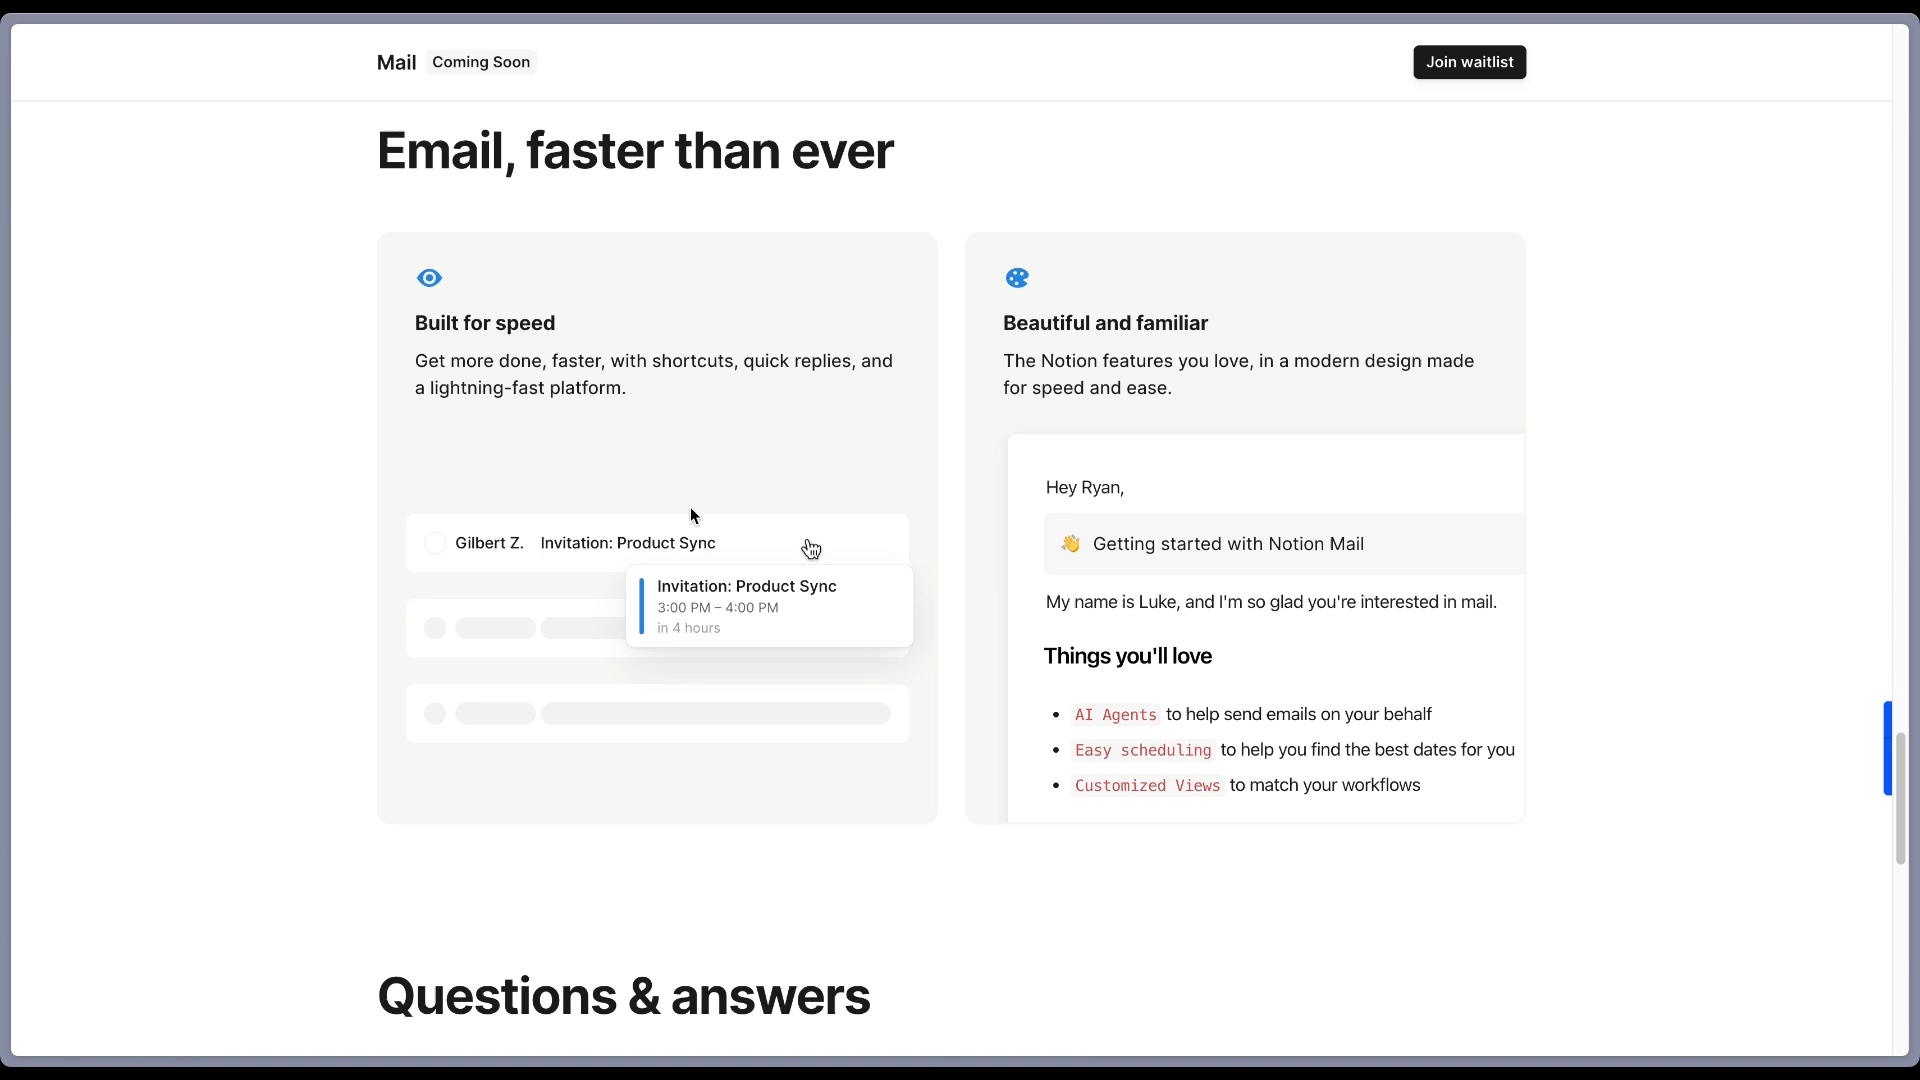 Mail Coming Soon
Join waitlist
Email, faster than ever
Built for speed
Get more done, faster, with shortcuts, quick replies, and
a lightning-fast platform.
Gilbert Z. Invitation: Product Sync
Invitation: Product Sync
3:00 PM – 4:00 PM
in 4 hours
Beautiful and familiar
The Notion features you love, in a modern design made
for speed and ease.
Hey Ryan,
👋 Getting started with Notion Mail
My name is Luke, and I'm so glad you're interested in mail.
Things you'll love
• AI Agents to help send emails on your behalf
• Easy scheduling to help you find the best dates for you
• Customized Views to match your workflows
Questions & answers